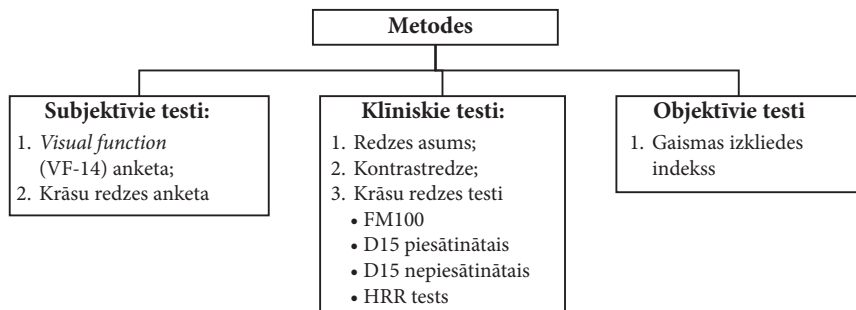 Metodes
Subjektīvie testi:
1. Visual function
(VF-14) anketa;
2. Krāsu redzes anketa
Klīniskie testi:
1. Redzes asums;
2. Kontrastredze;
3. Krāsu redzes testi
• FM100
• D15 piesātinātais
• D15 nepiesātinātais
• HRR tests
Objektīvie testi
1. Gaismas izkliedes
indekss